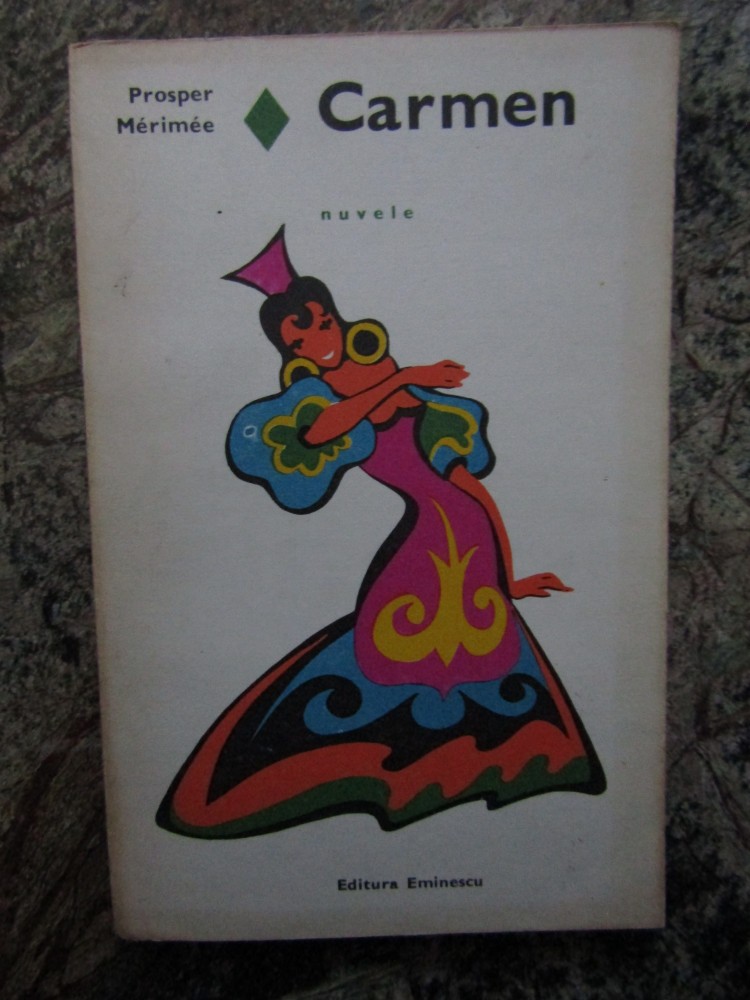 Prosper
Mérimée
Carmen
nuvele
Editura Eminescu